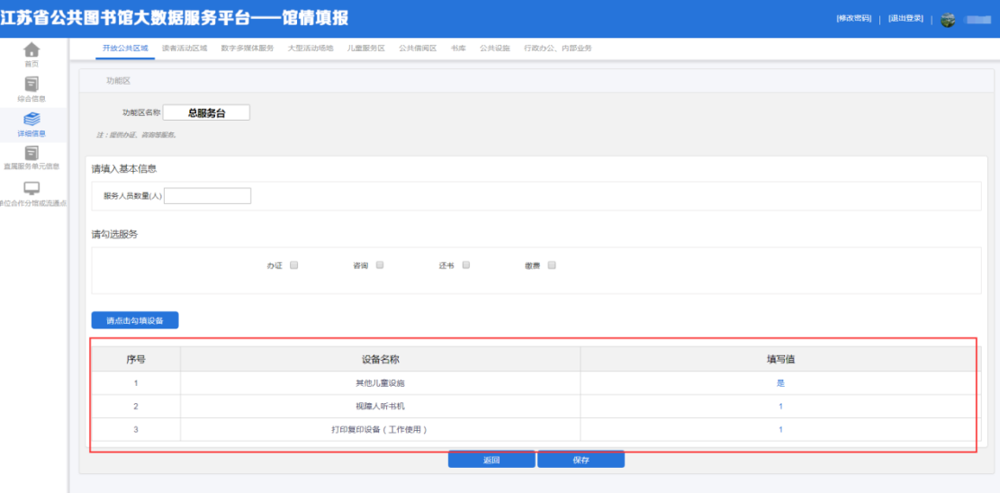 江苏省公共图书馆大数据服务平台——馆情填报
[修改密码] | [退出登录] |
首页
综合信息
详细信息
直属服务单元信息
单位合作分馆或流通点
开放公共区域 读者活动区域 数字多媒体服务 大型活动场地 儿童服务区 公共借阅区 书库 公共设施 行政办公、内部业务
功能区
功能区名称 总服务台
注：提供办证、咨询等服务。
请填入基本信息
服务人员数量(人)
请勾选服务
办证 咨询 还书 缴费
请点击勾填设备
序号 设备名称 填写值
1 其他儿童设施 是
2 视障人听书机 1
3 打印复印设备（工作使用） 1
返回 保存